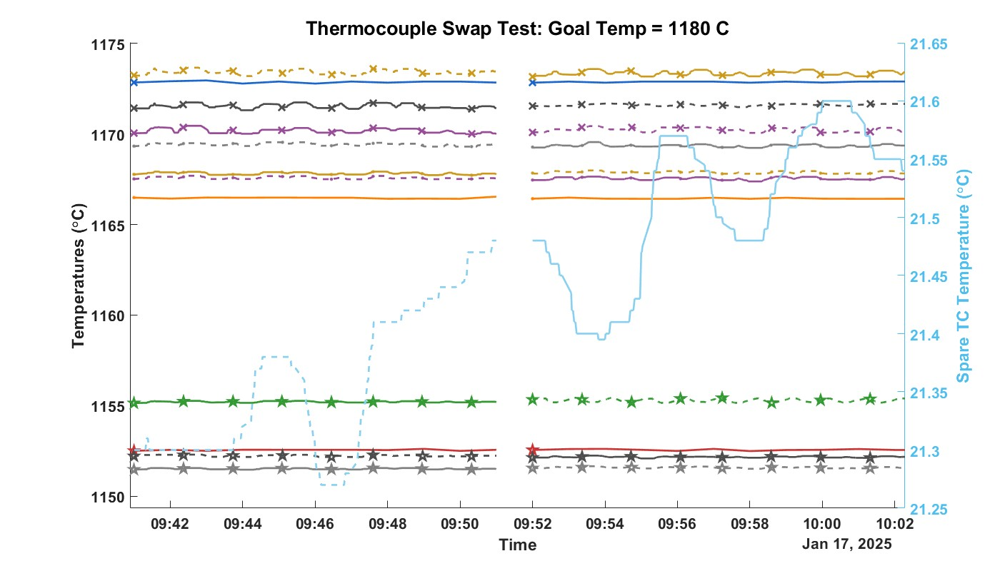 Thermocouple Swap Test: Goal Temp = 1180 C
1175
1170
1165
1160
1155
1150
Temperatures (°C)
21.65
21.6
21.55
21.5
21.45
21.4
21.35
21.3
21.25
Spare TC Temperature (°C)
09:42 09:44 09:46 09:48 09:50 09:52 09:54 09:56 09:58 10:00 10:02
Time
Jan 17, 2025